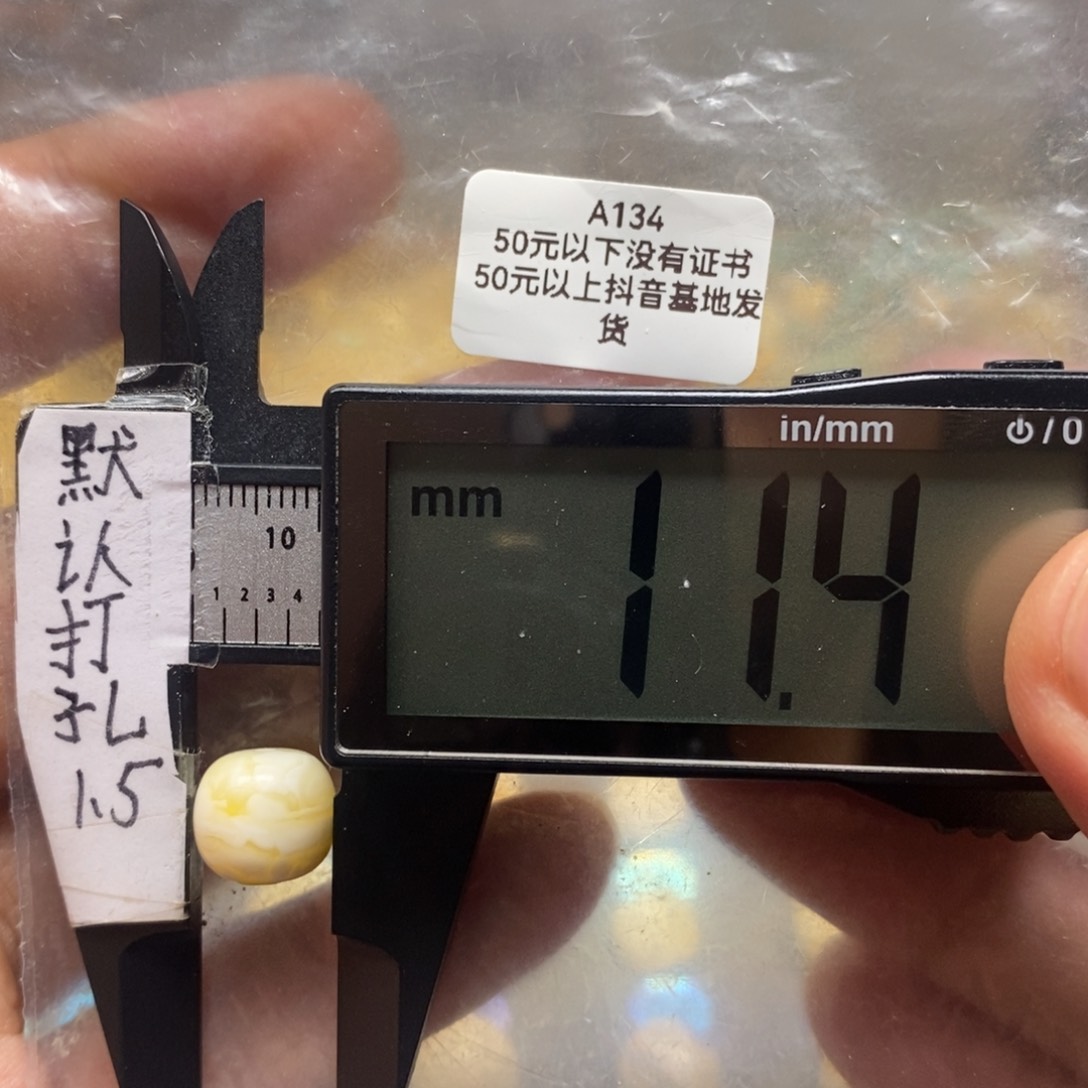 A134
50元以下没有证书
50元以上抖音基地发
货
in/mm
⏻/0
mm
11.4
10
1 2 3 4
默
认
打
孔
1.5